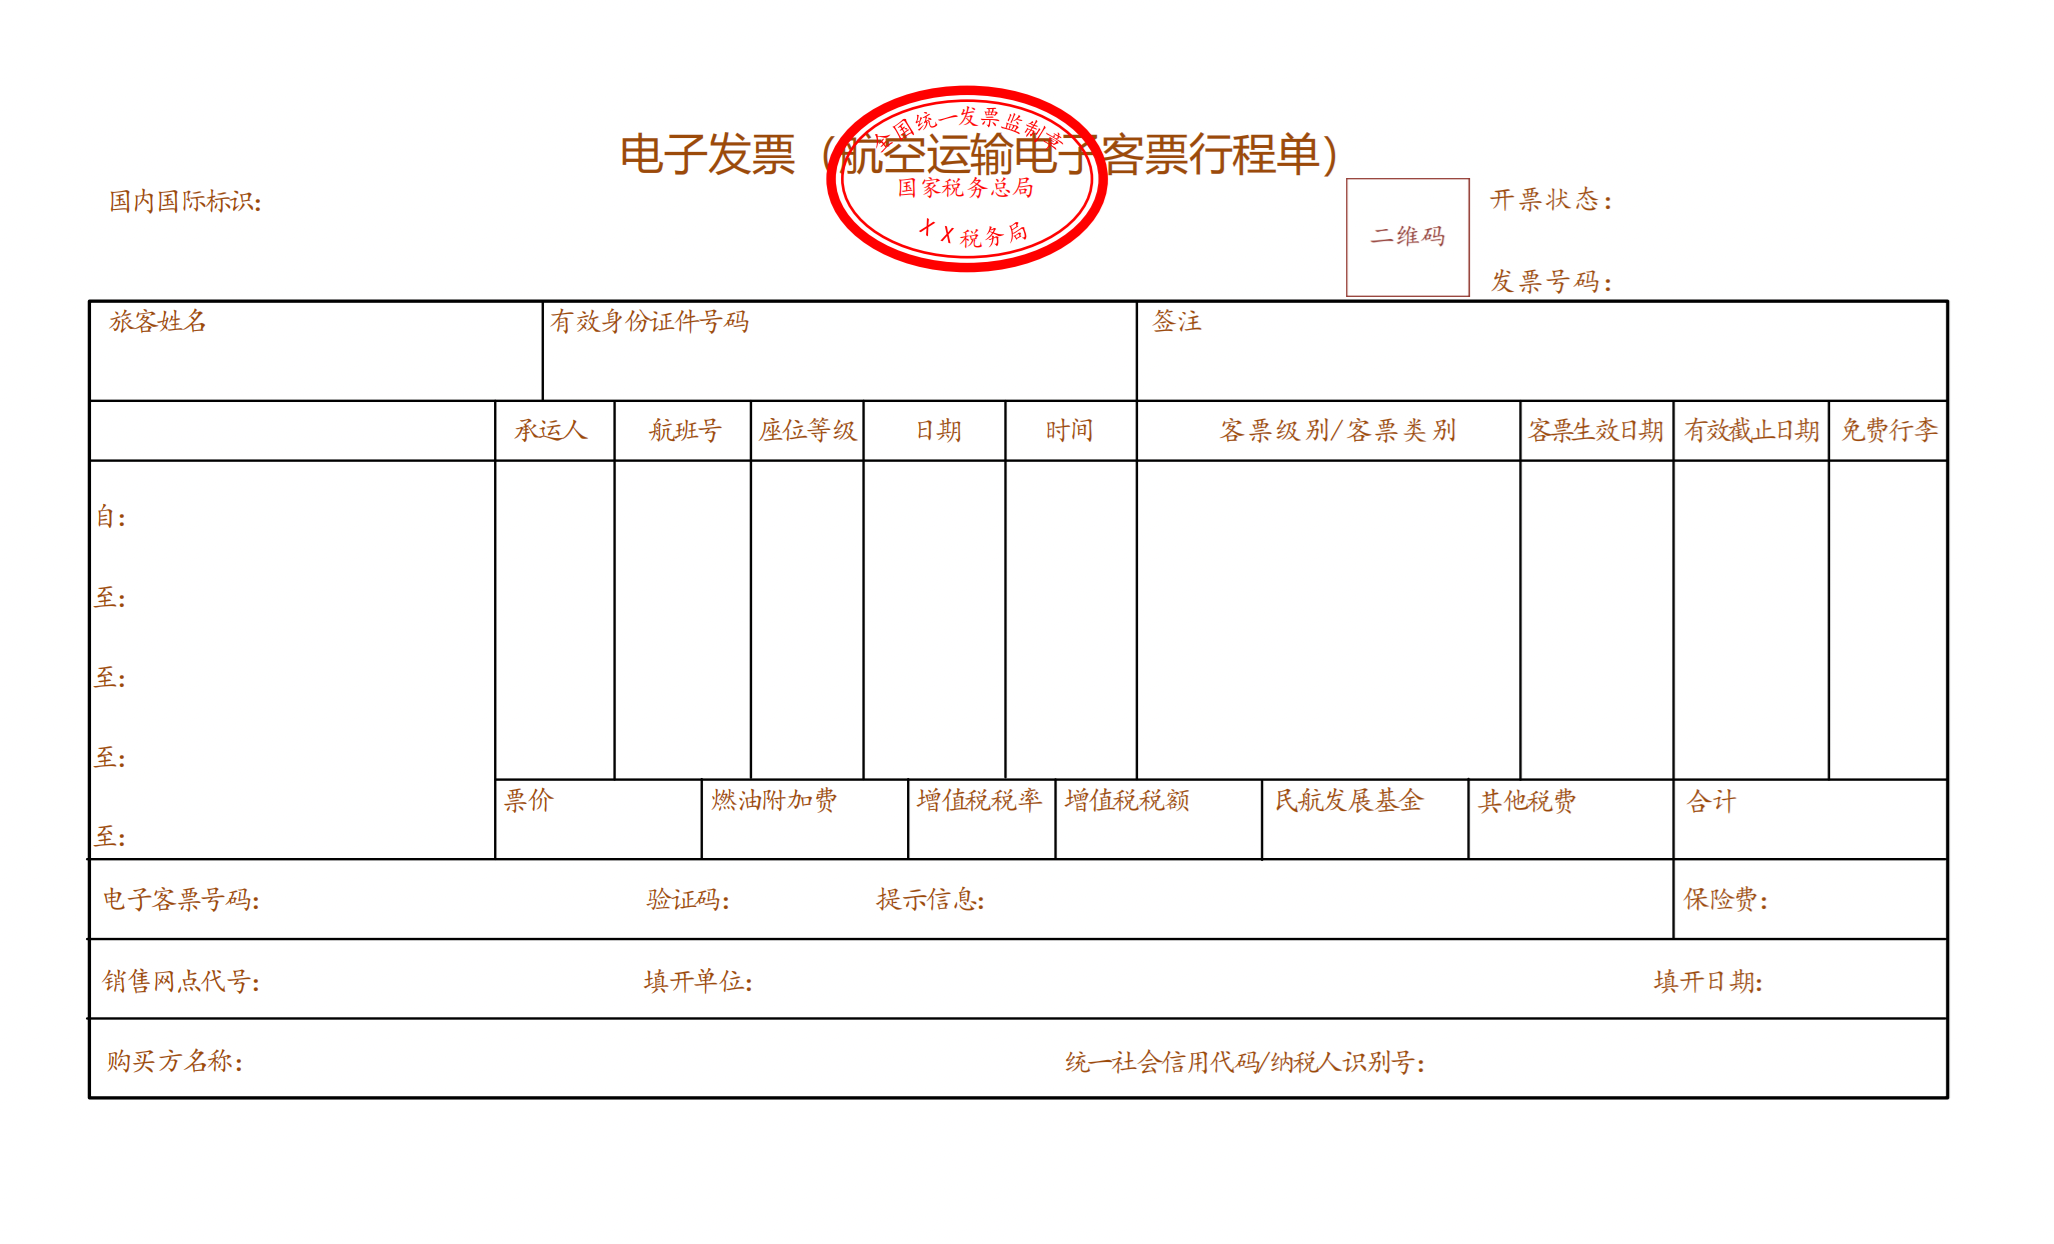 全国统一发票监制章
电子发票（航空运输电子客票行程单）
国家税务总局
XX税务局
国内国际标识:
二维码
开票状态:
发票号码:
旅客姓名 有效身份证件号码 签注
承运人 航班号 座位等级 日期 时间 客票级别/客票类别 客票生效日期 有效截止日期 免费行李
自:
至:
至:
至:
至:
票价 燃油附加费 增值税税率 增值税税额 民航发展基金 其他税费 合计
电子客票号码: 验证码: 提示信息: 保险费:
销售网点代号: 填开单位: 填开日期:
购买方名称: 统一社会信用代码/纳税人识别号: